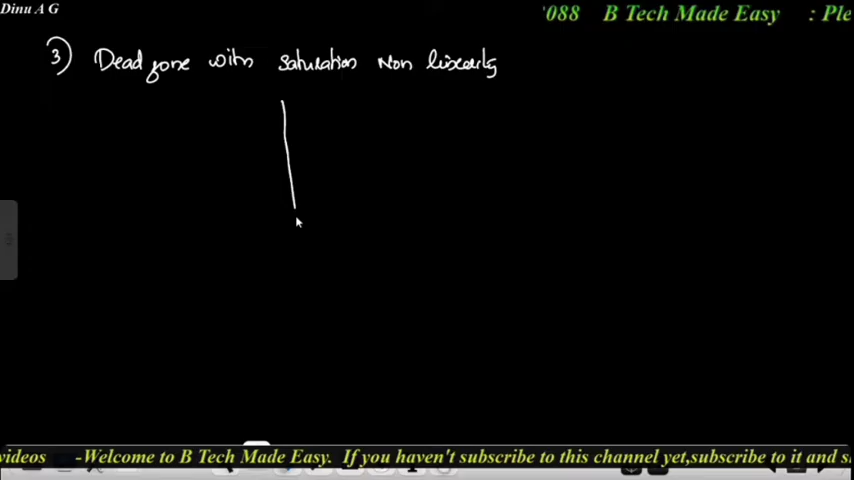 Dinu A G
'088 B Tech Made Easy : Ple
3) Dead zone with saturation Non linearity
videos -Welcome to B Tech Made Easy. If you haven't subscribe to this channel yet,subscribe to it and s